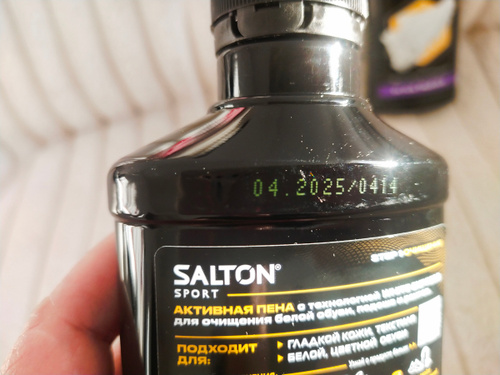 04.2025/0414
SALTON®
SPORT
АКТИВНАЯ ПЕНА с технологией
для очищения белой обуви,
ПОДХОДИТ
ДЛЯ:
ГЛАДКОЙ КОЖИ, ТЕКСТИЛЯ
БЕЛОЙ, ЦВЕТНОЙ ОБУВИ